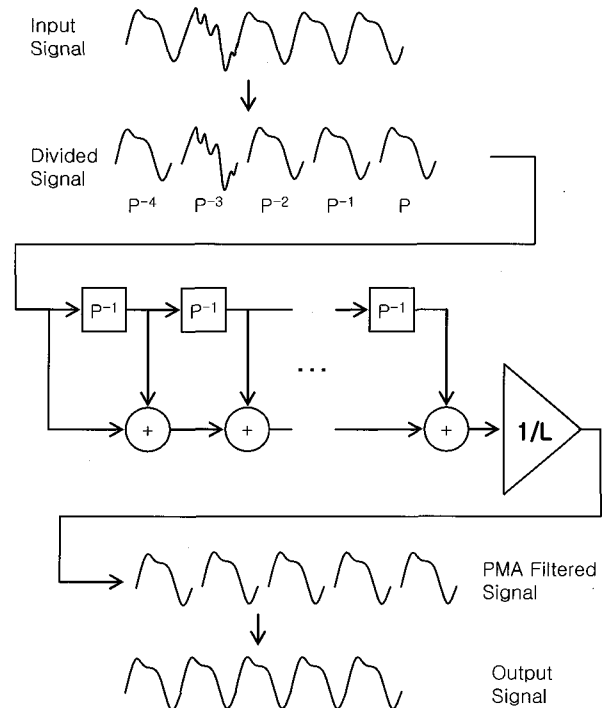 Input
Signal
Divided
Signal
P⁻⁴ P⁻³ P⁻² P⁻¹ P
P⁻¹ P⁻¹ P⁻¹
...
+ + +
1/L
PMA Filtered
Signal
Output
Signal